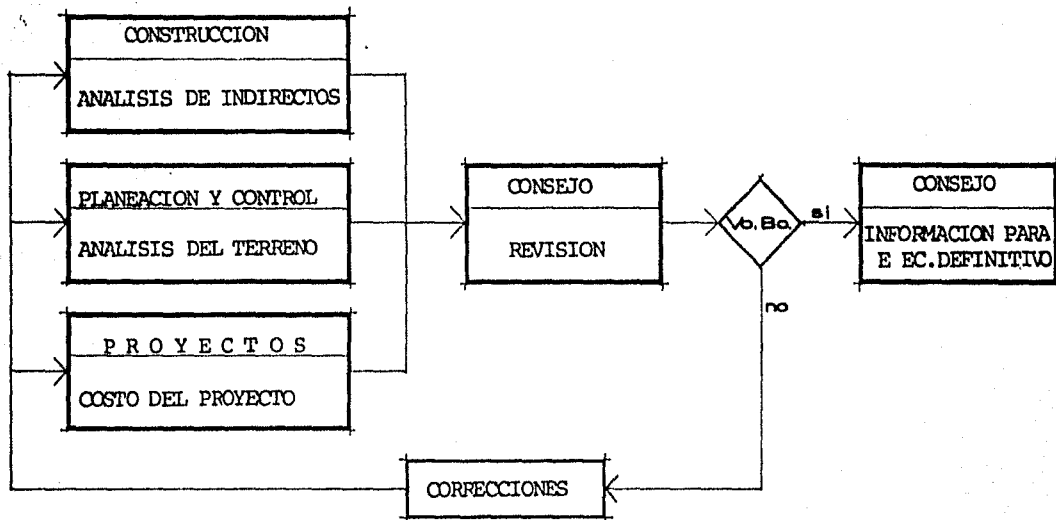 CONSTRUCCION
ANALISIS DE INDIRECTOS
PLANEACION Y CONTROL
ANALISIS DEL TERRENO
P R O Y E C T O S
COSTO DEL PROYECTO
CONSEJO
REVISION
Vo. Bo.
si
no
CONSEJO
INFORMACION PARA
E EC.DEFINITIVO
CORRECCIONES